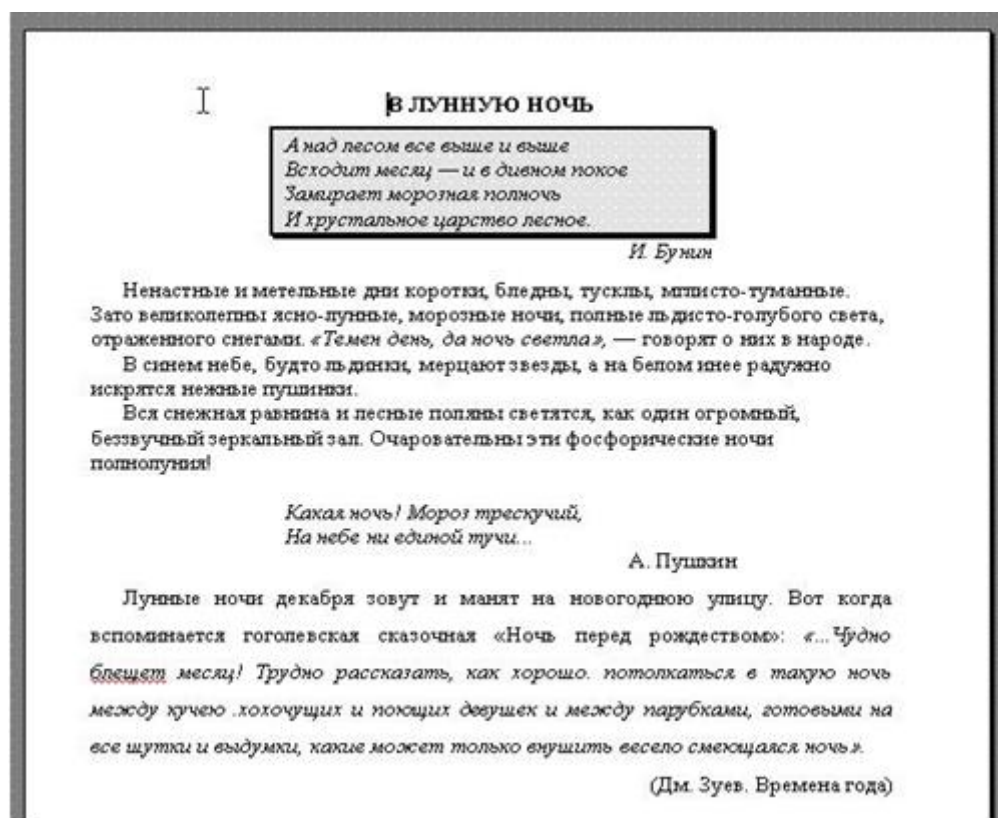 В ЛУННУЮ НОЧЬ
А над лесом все выше и выше
Всходит месяц — и в дивном покое
Замирает морозная полночь
И хрустальное царство лесное.
И. Бунин
Ненастные и метельные дни коротки, бледны, тусклы, мглисто-туманные.
Зато великолепны ясно-лунные, морозные ночи, полные льдисто-голубого света,
отраженного снегами. «Темен день, да ночь светла», — говорят о них в народе.
В синем небе, будто льдинки, мерцают звезды, а на белом инее радужно
искрятся нежные пушинки.
Вся снежная равнина и лесные поляны светятся, как один огромный,
беззвучный зеркальный зал. Очаровательны эти фосфорические ночи
полнолуния!
Какая ночь! Мороз трескучий,
На небе ни единой тучи...
А. Пушкин
Лунные ночи декабря зовут и манят на новогоднюю улицу. Вот когда
вспоминается гоголевская сказочная «Ночь перед рождеством»: «...Чудно
блещет месяц! Трудно рассказать, как хорошо. потолкаться в такую ночь
между кучею .хохочущих и поющих девушек и между парубками, готовыми на
все шутки и выдумки, какие может только внушить весело смеющаяся ночь».
(Дм. Зуев. Времена года)